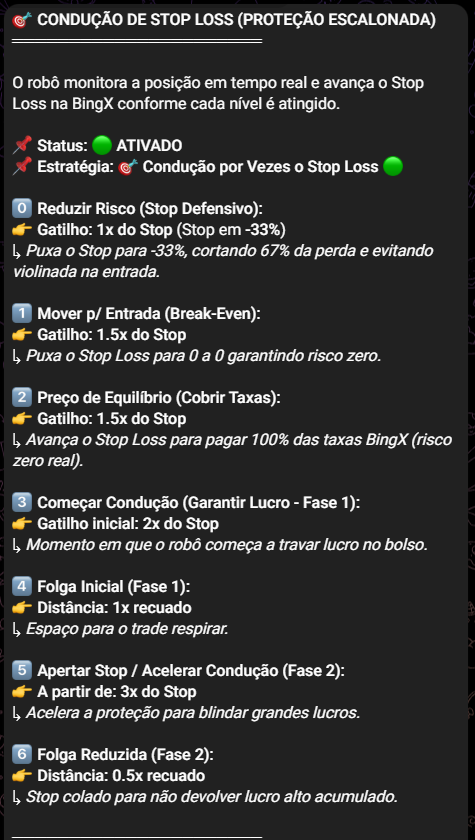 🎯 CONDUÇÃO DE STOP LOSS (PROTEÇÃO ESCALONADA)
O robô monitora a posição em tempo real e avança o Stop
Loss na BingX conforme cada nível é atingido.
📌 Status: 🟢 ATIVADO
📌 Estratégia: 🎯 Condução por Vezes o Stop Loss 🟢
0️⃣ Reduzir Risco (Stop Defensivo):
👉 Gatilho: 1x do Stop (Stop em -33%)
↳ Puxa o Stop para -33%, cortando 67% da perda e evitando
violinada na entrada.
1️⃣ Mover p/ Entrada (Break-Even):
👉 Gatilho: 1.5x do Stop
↳ Puxa o Stop Loss para 0 a 0 garantindo risco zero.
2️⃣ Preço de Equilíbrio (Cobrir Taxas):
👉 Gatilho: 1.5x do Stop
↳ Avança o Stop Loss para pagar 100% das taxas BingX (risco
zero real).
3️⃣ Começar Condução (Garantir Lucro - Fase 1):
👉 Gatilho inicial: 2x do Stop
↳ Momento em que o robô começa a travar lucro no bolso.
4️⃣ Folga Inicial (Fase 1):
👉 Distância: 1x recuado
↳ Espaço para o trade respirar.
5️⃣ Apertar Stop / Acelerar Condução (Fase 2):
👉 A partir de: 3x do Stop
↳ Acelera a proteção para blindar grandes lucros.
6️⃣ Folga Reduzida (Fase 2):
👉 Distância: 0.5x recuado
↳ Stop colado para não devolver lucro alto acumulado.